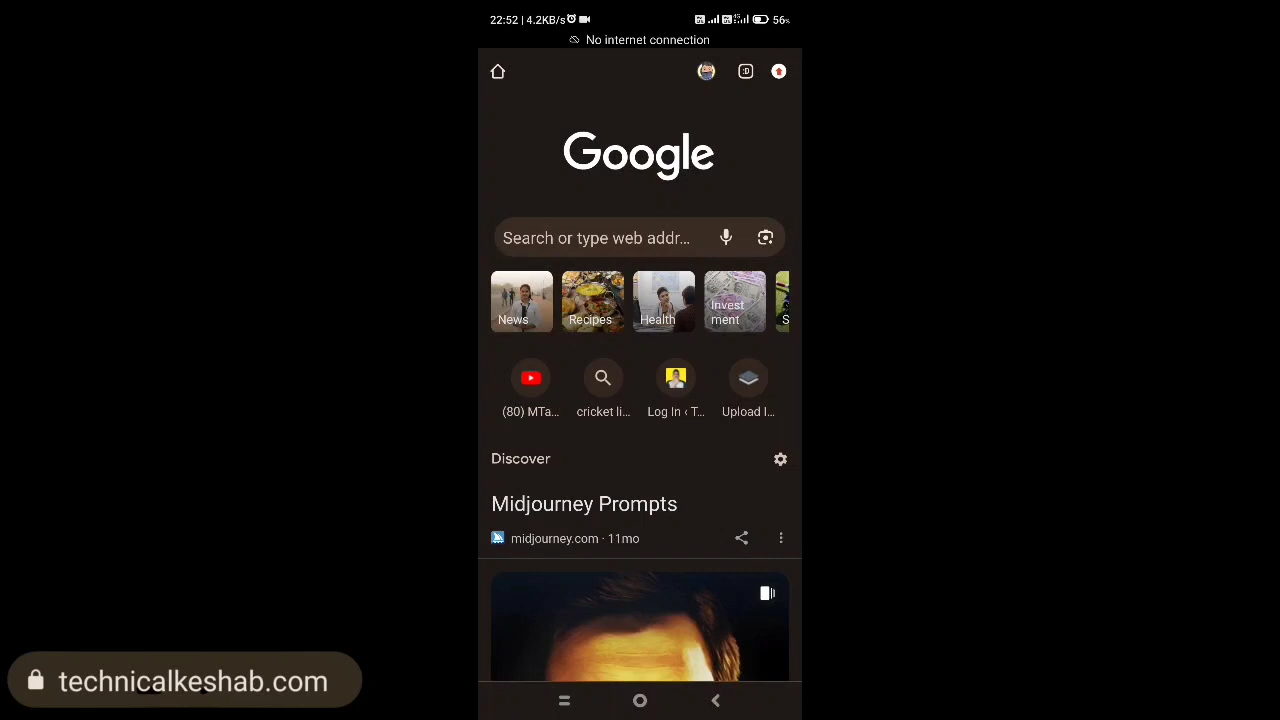 22:52 | 4.2KB/s 56%
No internet connection
:D
Google
Search or type web addr...
News Recipes Health Invest
ment S
(80) MTa... cricket li... Log In ‹ T... Upload I...
Discover
Midjourney Prompts
midjourney.com · 11mo
technicalkeshab.com